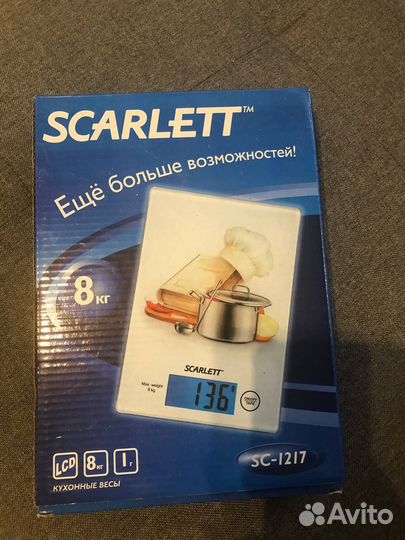 SCARLETT™
Ещё больше возможностей!
8 кг
SCARLETT™
Max. weight
8 kg
136
LCD
8 кг
1 г
КУХОННЫЕ ВЕСЫ
SC-1217
Avito